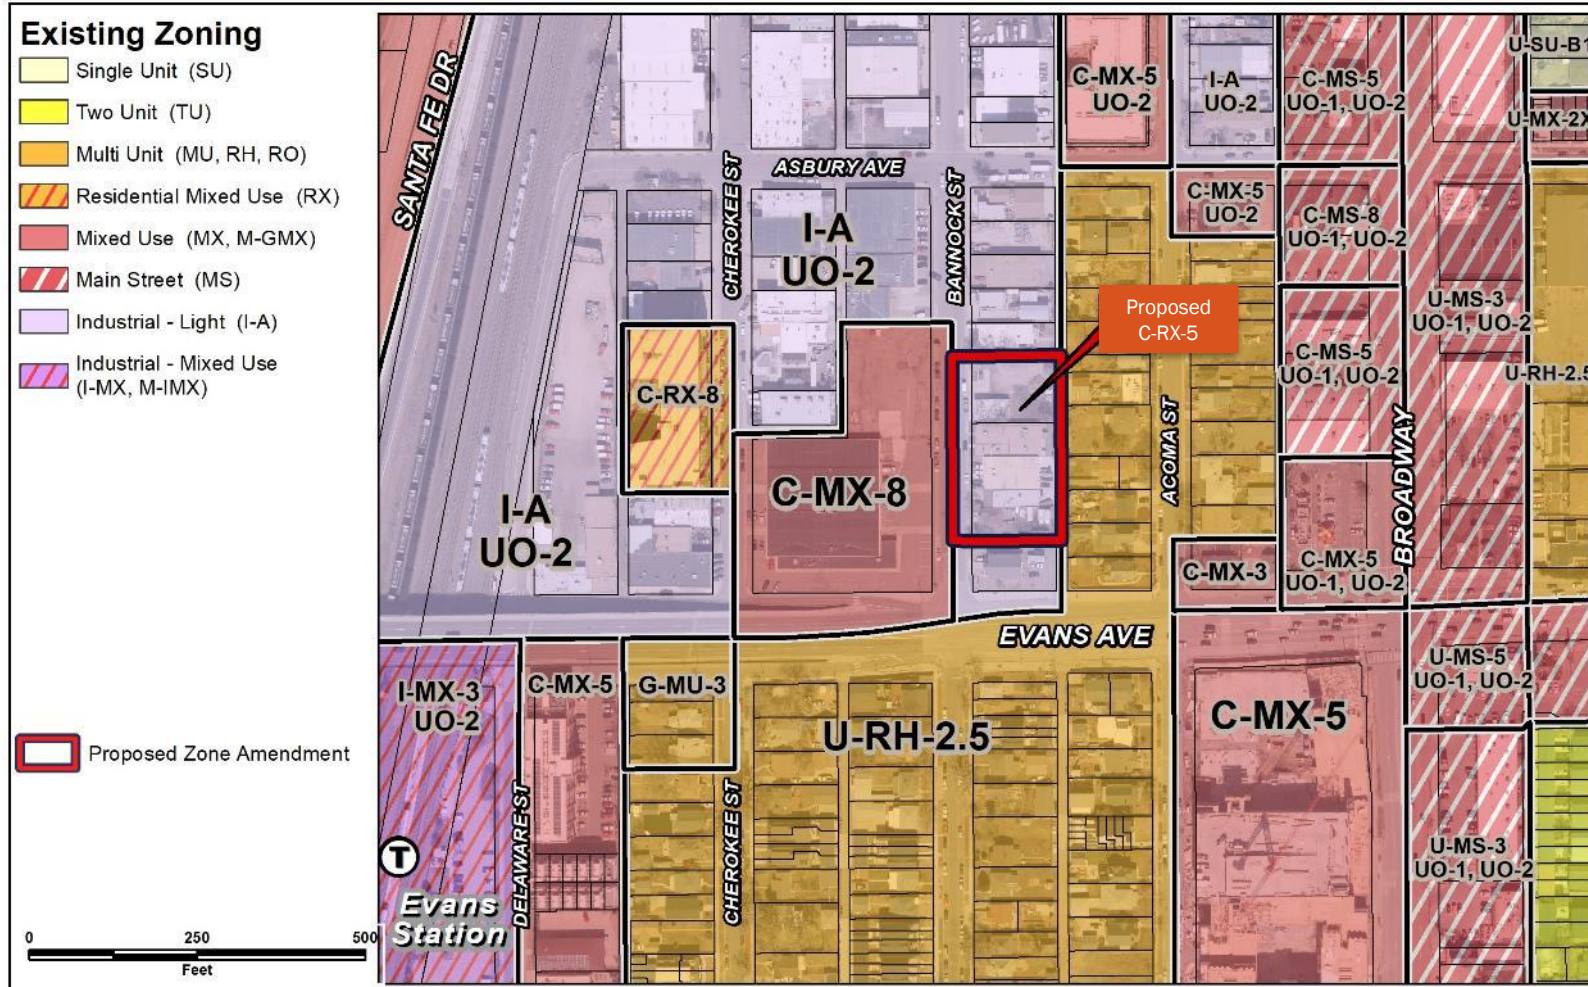 Existing Zoning
Single Unit (SU)
Two Unit (TU)
Multi Unit (MU, RH, RO)
Residential Mixed Use (RX)
Mixed Use (MX, M-GMX)
Main Street (MS)
Industrial - Light (I-A)
Industrial - Mixed Use
(I-MX, M-IMX)
Proposed Zone Amendment
0 250 500
Feet
SANTA FE DR
CHEROKEE ST
ASBURY AVE
BANNOCK ST
I-A
UO-2
C-MX-5
UO-2
I-A
UO-2
C-MS-5
UO-1, UO-2
U-SU-B1
U-MX-2X
C-MX-5
UO-2
C-MS-8
UO-1, UO-2
U-MS-3
UO-1, UO-2
Proposed
C-RX-5
C-MS-5
UO-1, UO-2
U-RH-2.5
C-RX-8
ACOMA ST
BROADWAY
C-MX-8
I-A
UO-2
C-MX-3
C-MX-5
UO-1, UO-2
EVANS AVE
I-MX-3
UO-2
C-MX-5
G-MU-3
U-RH-2.5
C-MX-5
U-MS-5
UO-1, UO-2
DELAWARE ST
CHEROKEE ST
U-MS-3
UO-1, UO-2
T
Evans
Station